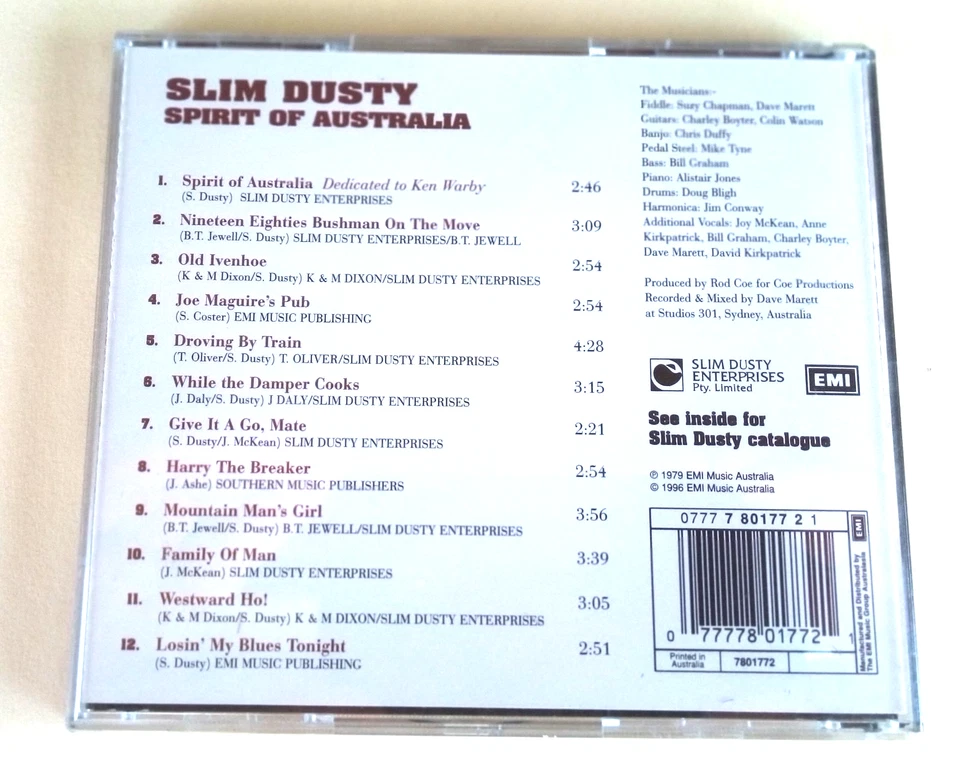 SLIM DUSTY
SPIRIT OF AUSTRALIA
1. Spirit of Australia Dedicated to Ken Warby 2:46
(S. Dusty) SLIM DUSTY ENTERPRISES
2. Nineteen Eighties Bushman On The Move 3:09
(B.T. Jewell/S. Dusty) SLIM DUSTY ENTERPRISES/B.T. JEWELL
3. Old Ivenhoe 2:54
(K & M Dixon/S. Dusty) K & M DIXON/SLIM DUSTY ENTERPRISES
4. Joe Maguire's Pub 2:54
(S. Coster) EMI MUSIC PUBLISHING
5. Droving By Train 4:28
(T. Oliver/S. Dusty) T. OLIVER/SLIM DUSTY ENTERPRISES
6. While the Damper Cooks 3:15
(J. Daly/S. Dusty) J DALY/SLIM DUSTY ENTERPRISES
7. Give It A Go, Mate 2:21
(S. Dusty/J. McKean) SLIM DUSTY ENTERPRISES
8. Harry The Breaker 2:54
(J. Ashe) SOUTHERN MUSIC PUBLISHERS
9. Mountain Man's Girl 3:56
(B.T. Jewell/S. Dusty) B.T. JEWELL/SLIM DUSTY ENTERPRISES
10. Family Of Man 3:39
(J. McKean) SLIM DUSTY ENTERPRISES
11. Westward Ho! 3:05
(K & M Dixon/S. Dusty) K & M DIXON/SLIM DUSTY ENTERPRISES
12. Losin' My Blues Tonight 2:51
(S. Dusty) EMI MUSIC PUBLISHING
The Musicians:-
Fiddle: Suzy Chapman, Dave Marett
Guitars: Charley Boyter, Colin Watson
Banjo: Chris Duffy
Pedal Steel: Mike Tyne
Bass: Bill Graham
Piano: Alistair Jones
Drums: Doug Bligh
Harmonica: Jim Conway
Additional Vocals: Joy McKean, Anne
Kirkpatrick, Bill Graham, Charley Boyter,
Dave Marett, David Kirkpatrick
Produced by Rod Coe for Coe Productions
Recorded & Mixed by Dave Marett
at Studios 301, Sydney, Australia
SLIM DUSTY
ENTERPRISES
Pty. Limited
EMI
See inside for
Slim Dusty catalogue
℗ 1979 EMI Music Australia
© 1996 EMI Music Australia
0777 7 80177 2 1
EMI
Manufactured and Distributed by
The EMI Music Group Australasia
0 77778 01772 1
Printed in
Australia
7801772